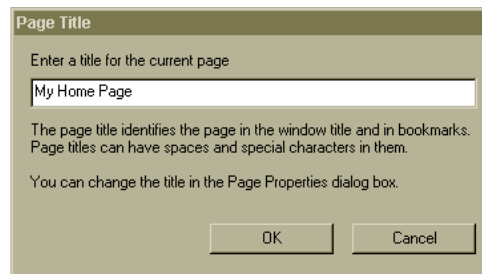 Page Title
Enter a title for the current page
My Home Page
The page title identifies the page in the window title and in bookmarks.
Page titles can have spaces and special characters in them.
You can change the title in the Page Properties dialog box.
OK
Cancel